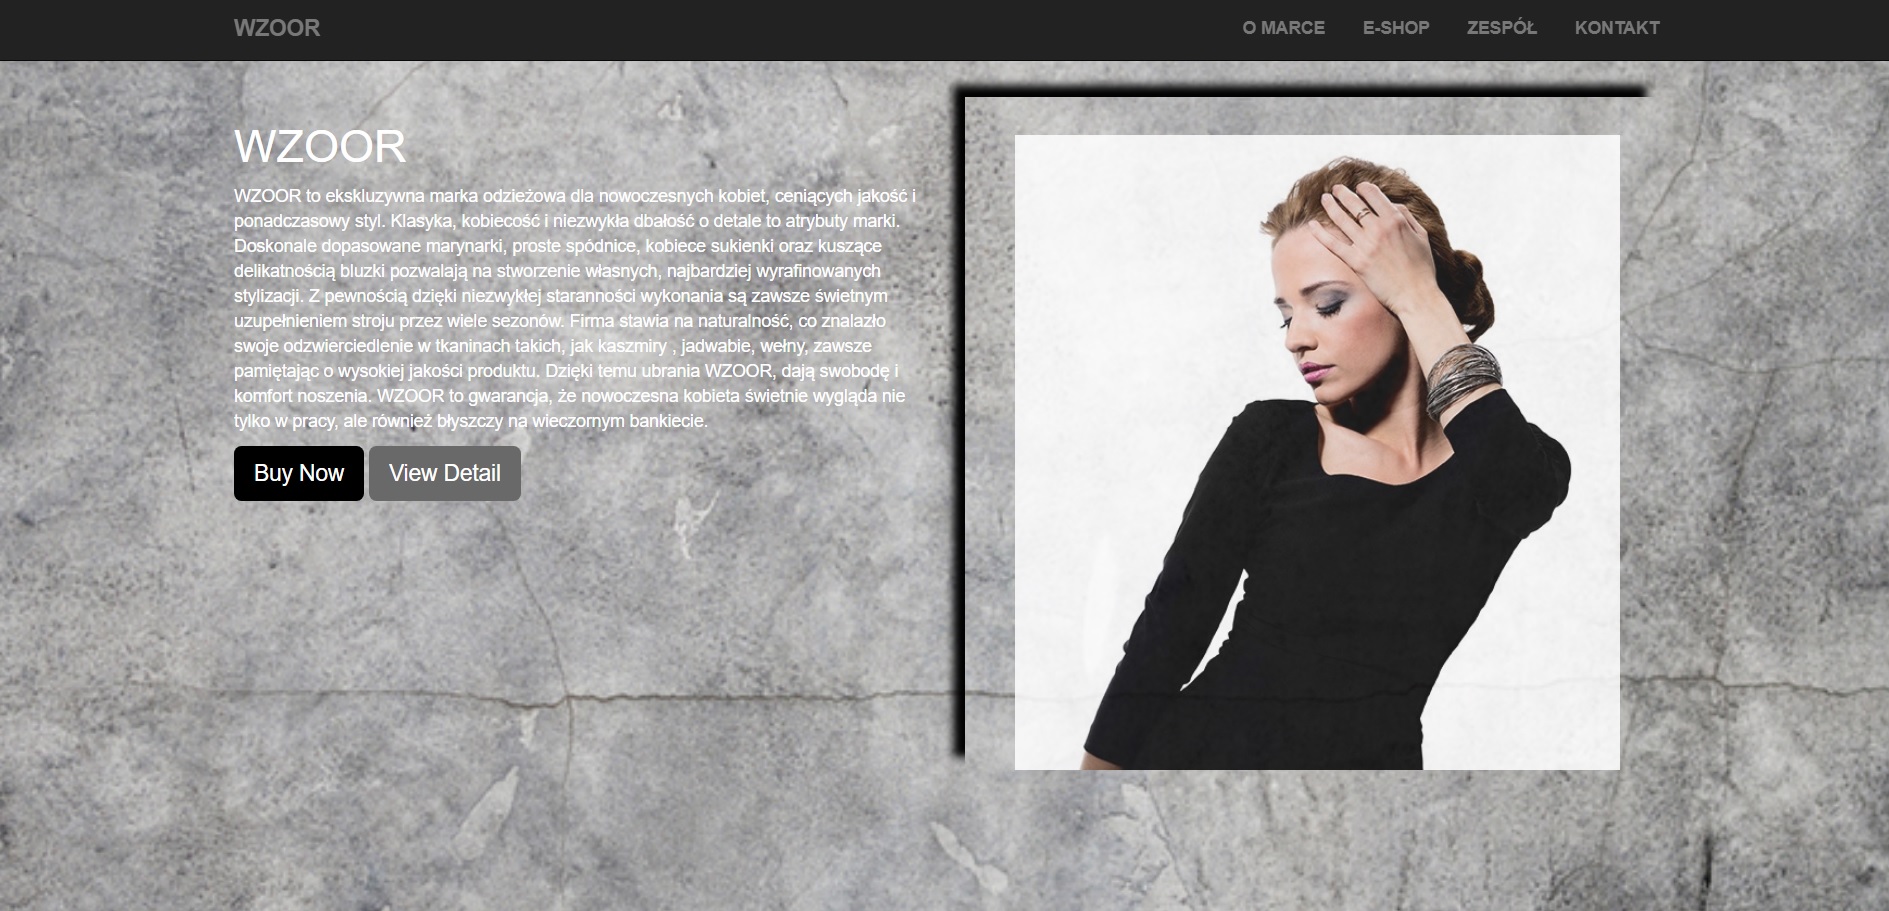 WZOOR
O MARCE
E-SHOP
ZESPÓŁ
KONTAKT
WZOOR
WZOOR to ekskluzywna marka odzieżowa dla nowoczesnych kobiet, ceniących jakość i
ponadczasowy styl. Klasyka, kobiecość i niezwykła dbałość o detale to atrybuty marki.
Doskonale dopasowane marynarki, proste spódnice, kobiece sukienki oraz kuszące
delikatnością bluzki pozwalają na stworzenie własnych, najbardziej wyrafinowanych
stylizacji. Z pewnością dzięki niezwykłej staranności wykonania są zawsze świetnym
uzupełnieniem stroju przez wiele sezonów. Firma stawia na naturalność, co znalazło
swoje odzwierciedlenie w tkaninach takich, jak kaszmiry , jadwabie, wełny, zawsze
pamiętając o wysokiej jakości produktu. Dzięki temu ubrania WZOOR, dają swobodę i
komfort noszenia. WZOOR to gwarancja, że nowoczesna kobieta świetnie wygląda nie
tylko w pracy, ale również błyszczy na wieczornym bankiecie.
Buy Now
View Detail